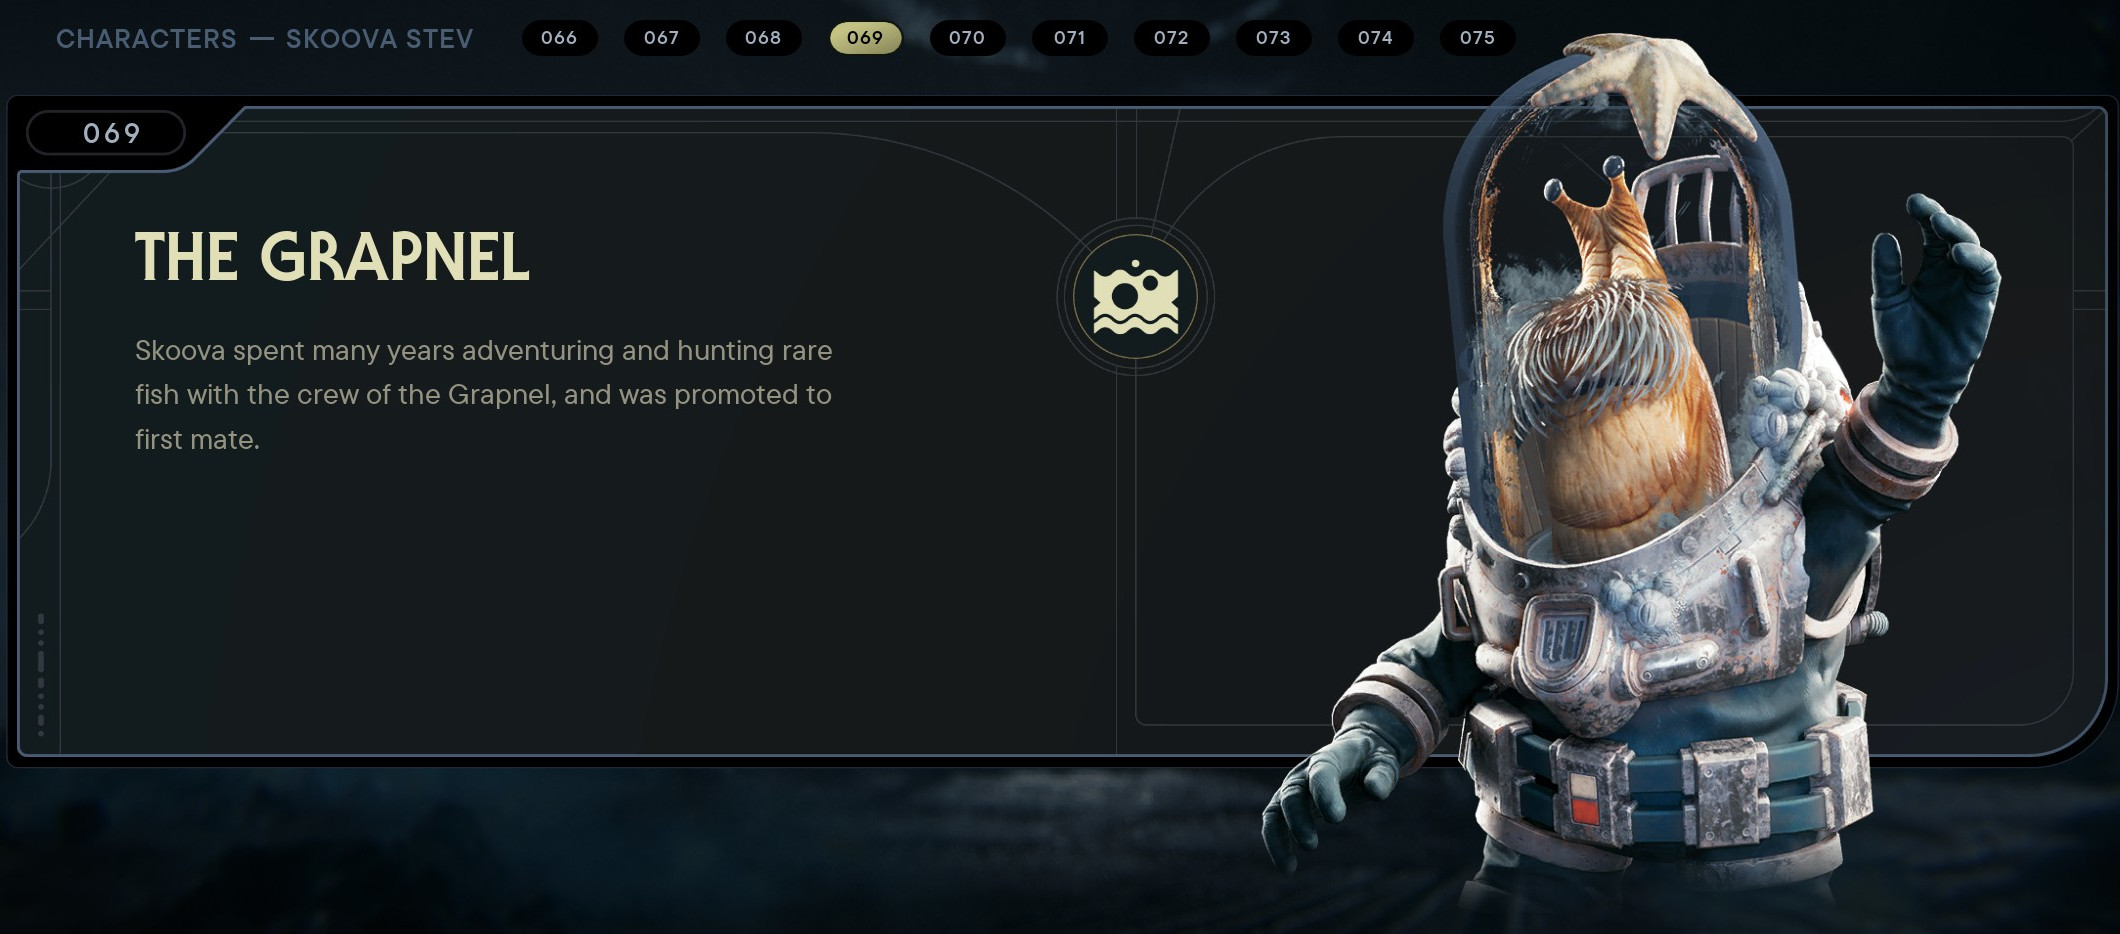 CHARACTERS — SKOOVA STEV
066 067 068 069 070 071 072 073 074 075
069
THE GRAPNEL
Skoova spent many years adventuring and hunting rare
fish with the crew of the Grapnel, and was promoted to
first mate.